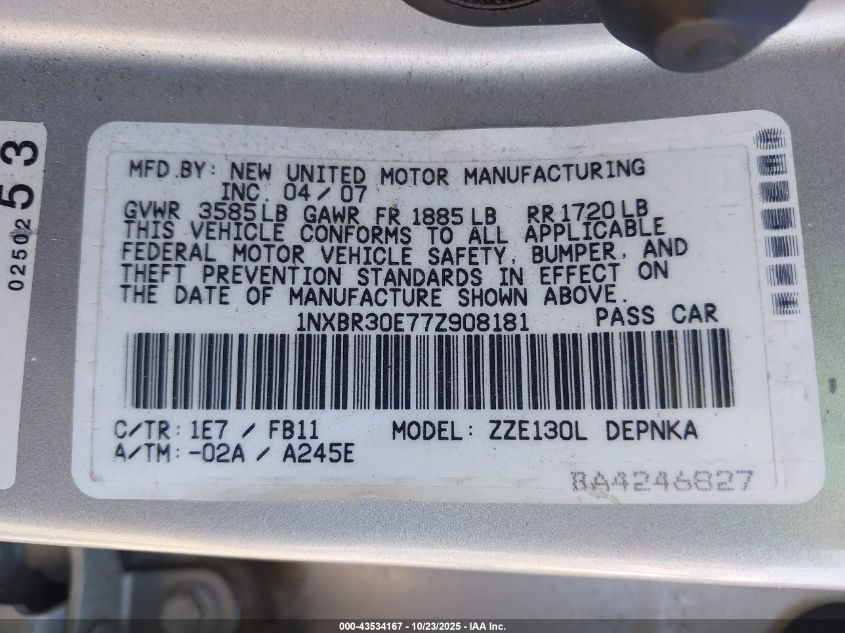 53
02502
MFD.BY: NEW UNITED MOTOR MANUFACTURING
INC. 04/07
GVWR 3585LB GAWR FR 1885LB RR1720LB
THIS VEHICLE CONFORMS TO ALL APPLICABLE
FEDERAL MOTOR VEHICLE SAFETY, BUMPER, AND
THEFT PREVENTION STANDARDS IN EFFECT ON
THE DATE OF MANUFACTURE SHOWN ABOVE.
1NXBR30E77Z908181 PASS CAR
C/TR: 1E7 / FB11 MODEL: ZZE130L DEPNKA
A/TM: -02A / A245E
BA4246827
000-43534167 - 10/23/2025 - IAA Inc.